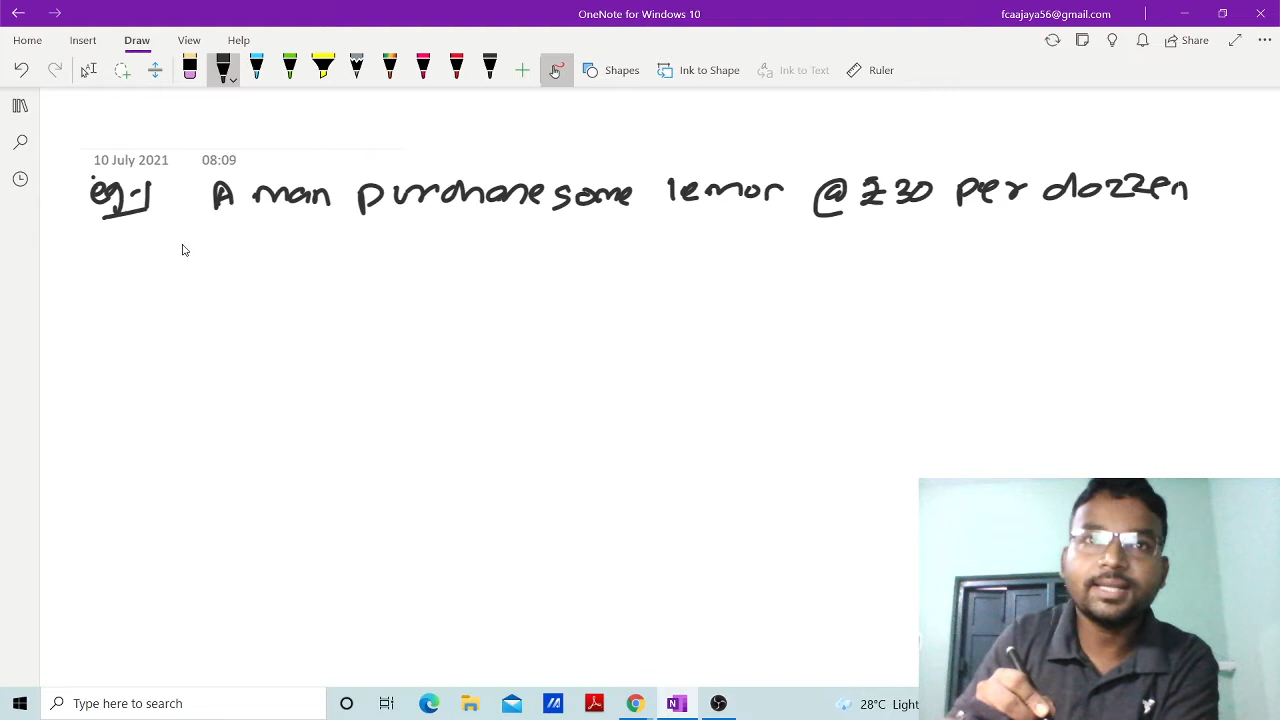 OneNote for Windows 10
fcaajaya56@gmail.com
Home Insert Draw View Help
Share
Shapes Ink to Shape Ink to Text Ruler
10 July 2021 08:09
eg-1 A man purchase some lemon @ ₹30 per dozzen
Type here to search
28°C Light